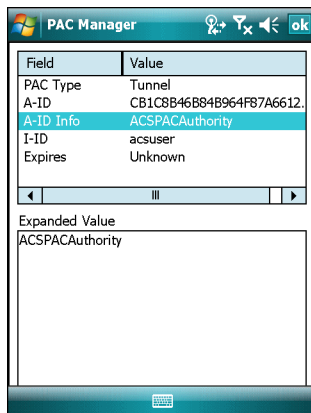 PAC Manager ok
Field Value
PAC Type Tunnel
A-ID CB1C8B46B84B964F87A6612.
A-ID Info ACSPACAuthority
I-ID acsuser
Expires Unknown
Expanded Value
ACSPACAuthority